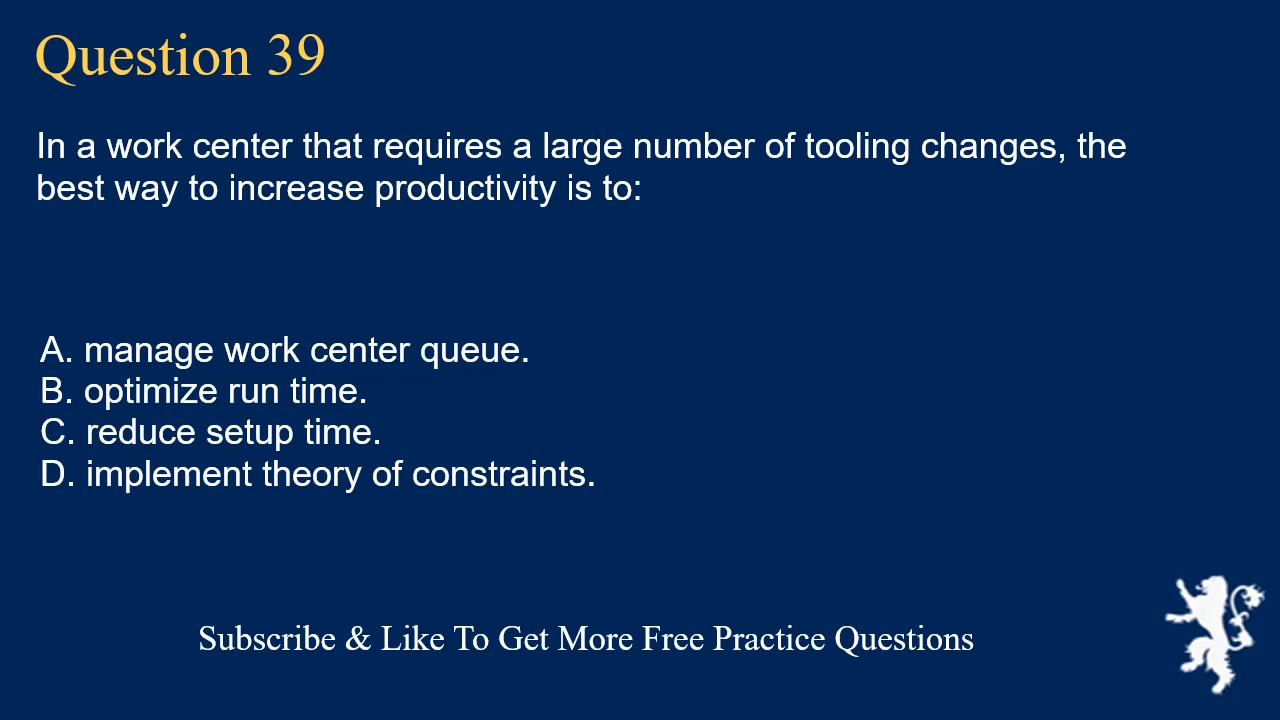 Question 39
In a work center that requires a large number of tooling changes, the
best way to increase productivity is to:
A. manage work center queue.
B. optimize run time.
C. reduce setup time.
D. implement theory of constraints.
Subscribe & Like To Get More Free Practice Questions